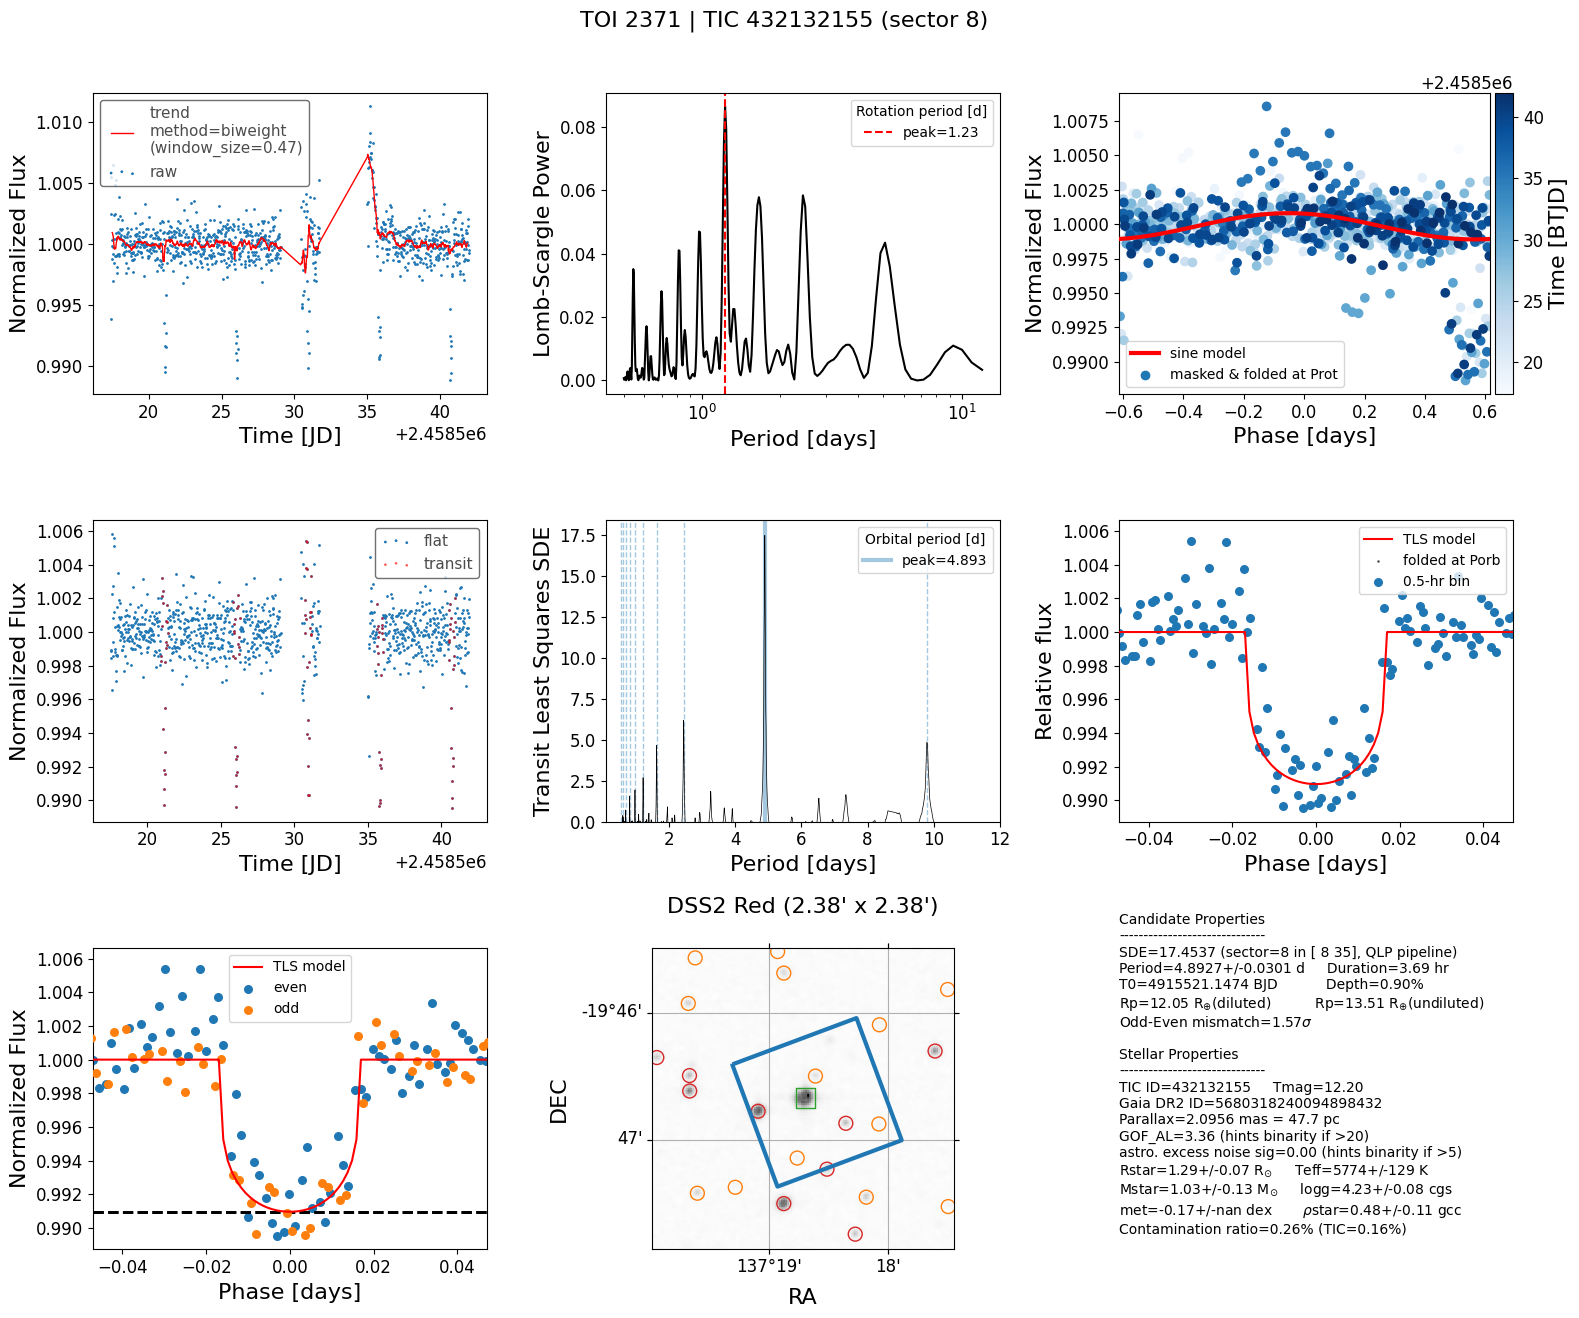 TOI 2371 | TIC 432132155 (sector 8)
trend
method=biweight
(window_size=0.47)
raw
Normalized Flux
1.010
1.005
1.000
0.995
0.990
20 25 30 35 40
Time [JD]
+2.4585e6
Rotation period [d]
peak=1.23
Lomb-Scargle Power
0.08
0.06
0.04
0.02
0.00
10^0 10^1
Period [days]
+2.4585e6
Normalized Flux
1.0075
1.0050
1.0025
1.0000
0.9975
0.9950
0.9925
0.9900
sine model
masked & folded at Prot
−0.6 −0.4 −0.2 0.0 0.2 0.4 0.6
Phase [days]
40
35
30
25
20
Time [BTJD]
flat
transit
Normalized Flux
1.006
1.004
1.002
1.000
0.998
0.996
0.994
0.992
0.990
20 25 30 35 40
Time [JD]
+2.4585e6
Orbital period [d]
peak=4.893
Transit Least Squares SDE
17.5
15.0
12.5
10.0
7.5
5.0
2.5
0.0
2 4 6 8 10 12
Period [days]
TLS model
folded at Porb
0.5-hr bin
Relative flux
1.006
1.004
1.002
1.000
0.998
0.996
0.994
0.992
0.990
−0.04 −0.02 0.00 0.02 0.04
Phase [days]
TLS model
even
odd
Normalized Flux
1.006
1.004
1.002
1.000
0.998
0.996
0.994
0.992
0.990
−0.04 −0.02 0.00 0.02 0.04
Phase [days]
DSS2 Red (2.38' x 2.38')
DEC
-19°46'
47'
137°19' 18'
RA
Candidate Properties
------------------------------
SDE=17.4537 (sector=8 in [ 8 35], QLP pipeline)
Period=4.8927+/-0.0301 d Duration=3.69 hr
T0=4915521.1474 BJD Depth=0.90%
Rp=12.05 R⊕(diluted) Rp=13.51 R⊕(undiluted)
Odd-Even mismatch=1.57σ
Stellar Properties
------------------------------
TIC ID=432132155 Tmag=12.20
Gaia DR2 ID=5680318240094898432
Parallax=2.0956 mas = 47.7 pc
GOF_AL=3.36 (hints binarity if >20)
astro. excess noise sig=0.00 (hints binarity if >5)
Rstar=1.29+/-0.07 R⊙ Teff=5774+/-129 K
Mstar=1.03+/-0.13 M⊙ logg=4.23+/-0.08 cgs
met=-0.17+/-nan dex ρstar=0.48+/-0.11 gcc
Contamination ratio=0.26% (TIC=0.16%)